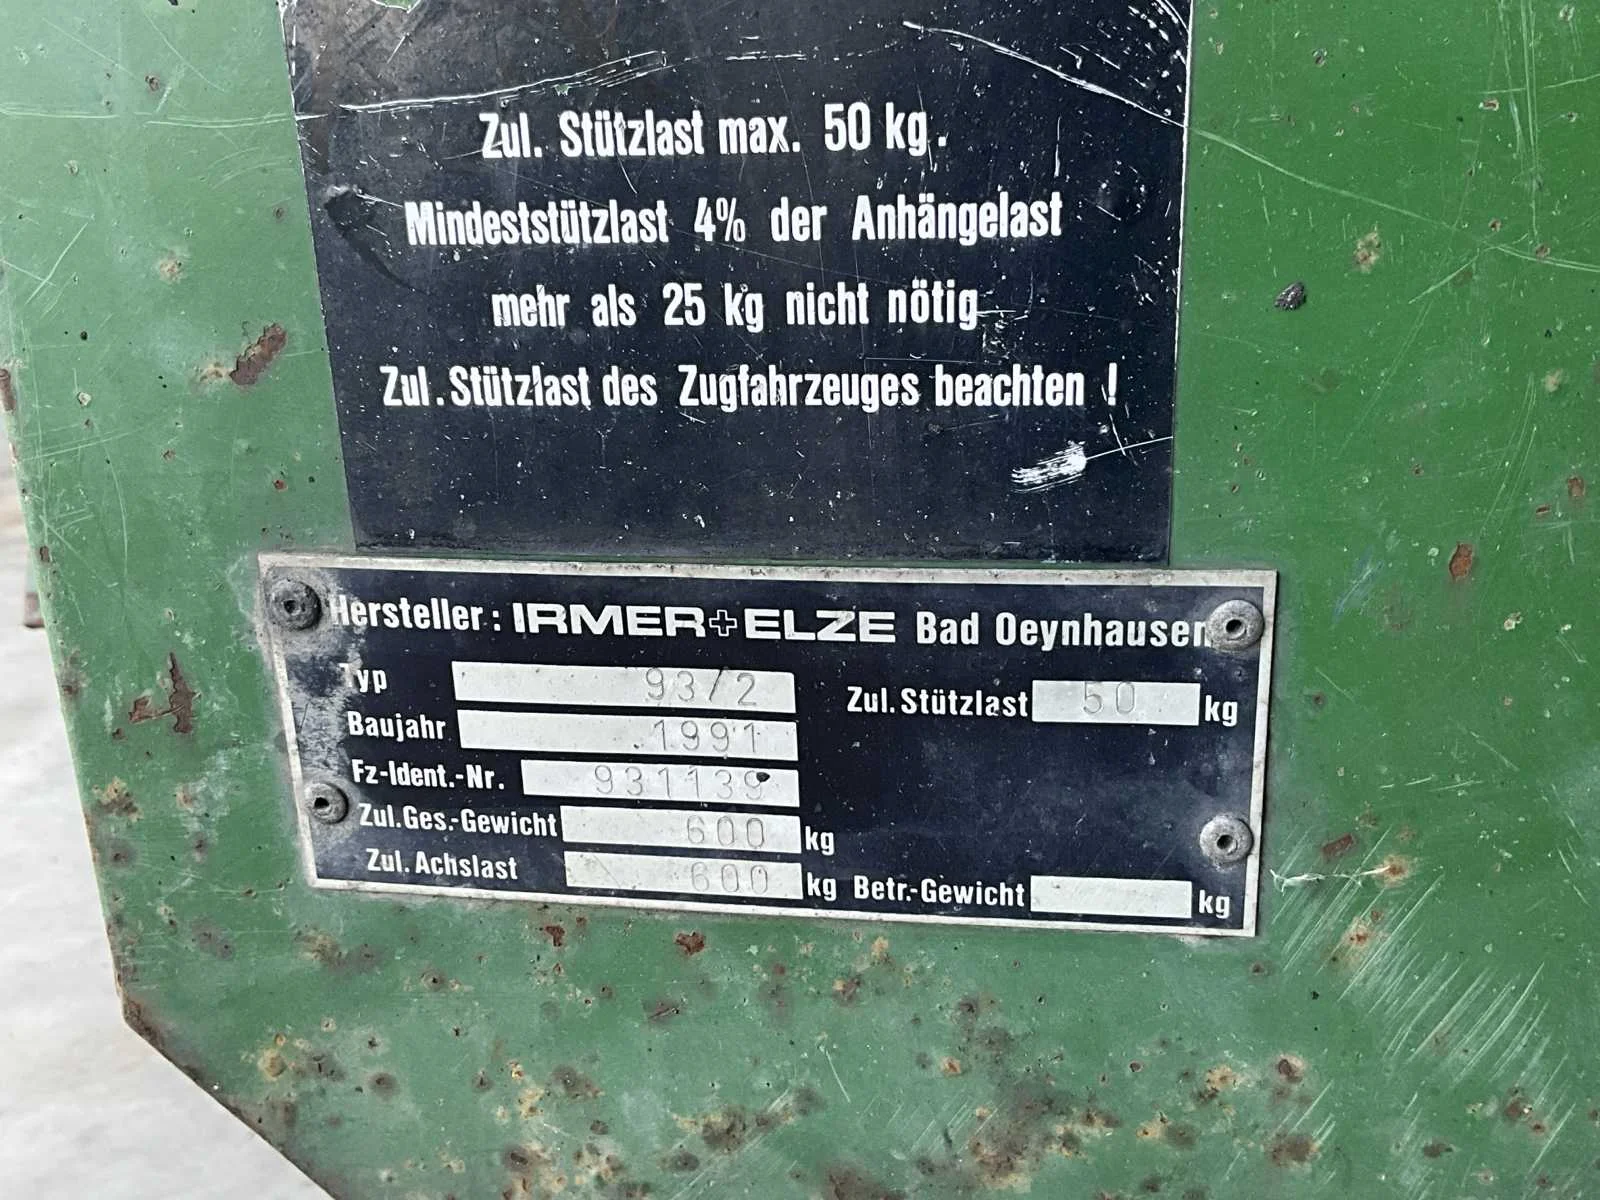 Zul. Stützlast max. 50 kg.
Mindeststützlast 4% der Anhängelast
mehr als 25 kg nicht nötig
Zul. Stützlast des Zugfahrzeuges beachten !
Hersteller: IRMER+ELZE Bad Oeynhausen
Typ 93/2 Zul. Stützlast 50 kg
Baujahr 1991
Fz-Ident.-Nr. 931139
Zul. Ges.-Gewicht 600 kg
Zul. Achslast 600 kg Betr.-Gewicht kg